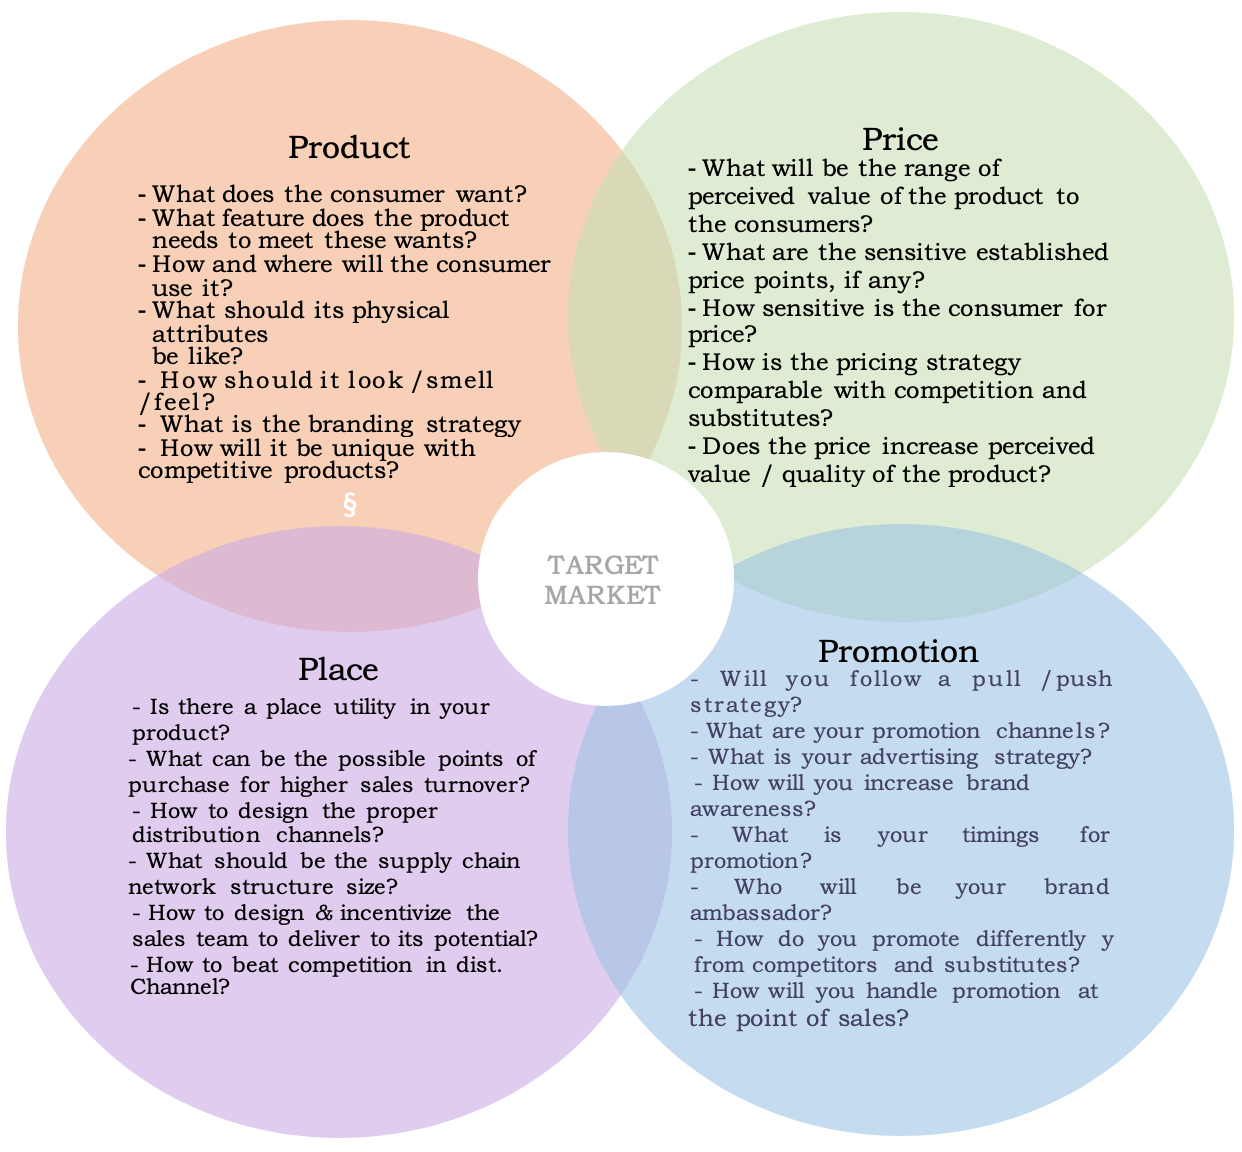 Product
- What does the consumer want?
- What feature does the product
needs to meet these wants?
- How and where will the consumer
use it?
- What should its physical
attributes
be like?
- How should it look /smell
/feel?
- What is the branding strategy
- How will it be unique with
competitive products?
§
Price
- What will be the range of
perceived value of the product to
the consumers?
- What are the sensitive established
price points, if any?
- How sensitive is the consumer for
price?
- How is the pricing strategy
comparable with competition and
substitutes?
- Does the price increase perceived
value / quality of the product?
TARGET
MARKET
Place
- Is there a place utility in your
product?
- What can be the possible points of
purchase for higher sales turnover?
- How to design the proper
distribution channels?
- What should be the supply chain
network structure size?
- How to design & incentivize the
sales team to deliver to its potential?
- How to beat competition in dist.
Channel?
Promotion
- Will you follow a pull /push
strategy?
- What are your promotion channels?
- What is your advertising strategy?
- How will you increase brand
awareness?
- What is your timings for
promotion?
- Who will be your brand
ambassador?
- How do you promote differently y
from competitors and substitutes?
- How will you handle promotion at
the point of sales?